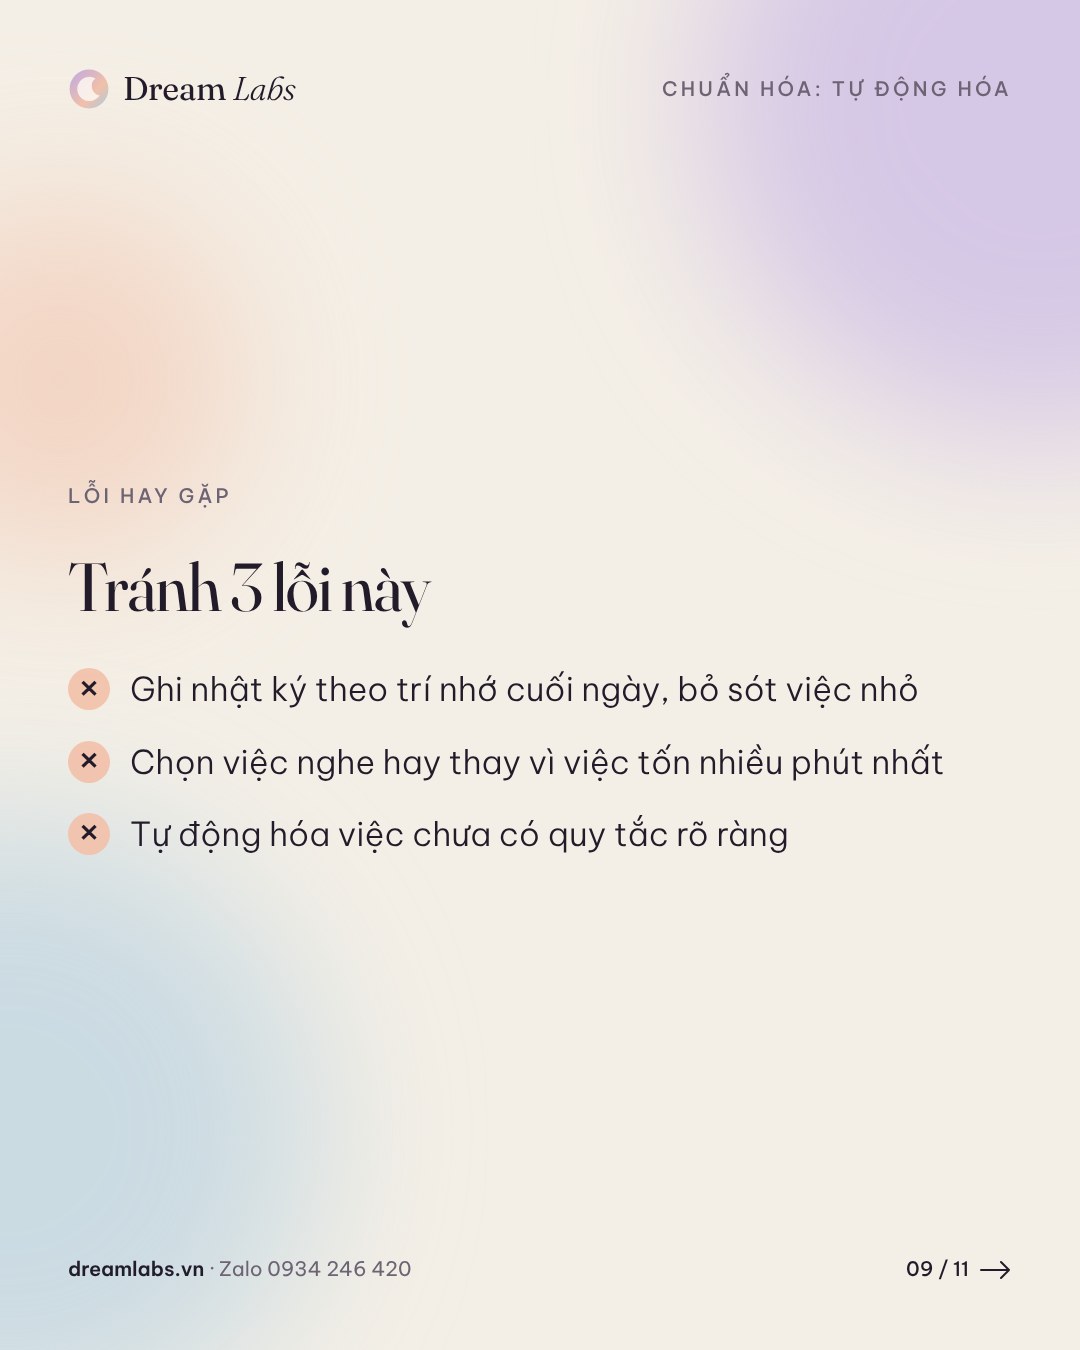 Dream Labs
CHUẨN HÓA: TỰ ĐỘNG HÓA
LỖI HAY GẶP
Tránh 3 lỗi này
Ghi nhật ký theo trí nhớ cuối ngày, bỏ sót việc nhỏ
Chọn việc nghe hay thay vì việc tốn nhiều phút nhất
Tự động hóa việc chưa có quy tắc rõ ràng
dreamlabs.vn · Zalo 0934 246 420
09 / 11 →